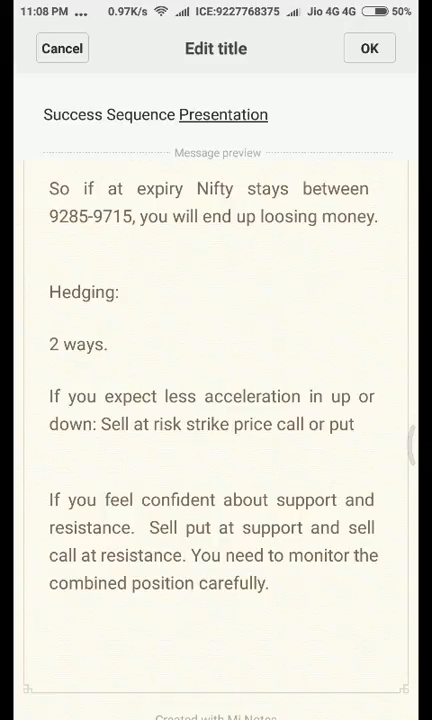 11:08 PM ... 0.97K/s ICE:9227768375 Jio 4G 4G 50%
Cancel Edit title OK
Success Sequence Presentation
Message preview
So if at expiry Nifty stays between
9285-9715, you will end up loosing money.
Hedging:
2 ways.
If you expect less acceleration in up or
down: Sell at risk strike price call or put
If you feel confident about support and
resistance. Sell put at support and sell
call at resistance. You need to monitor the
combined position carefully.
Created with Mi Notes